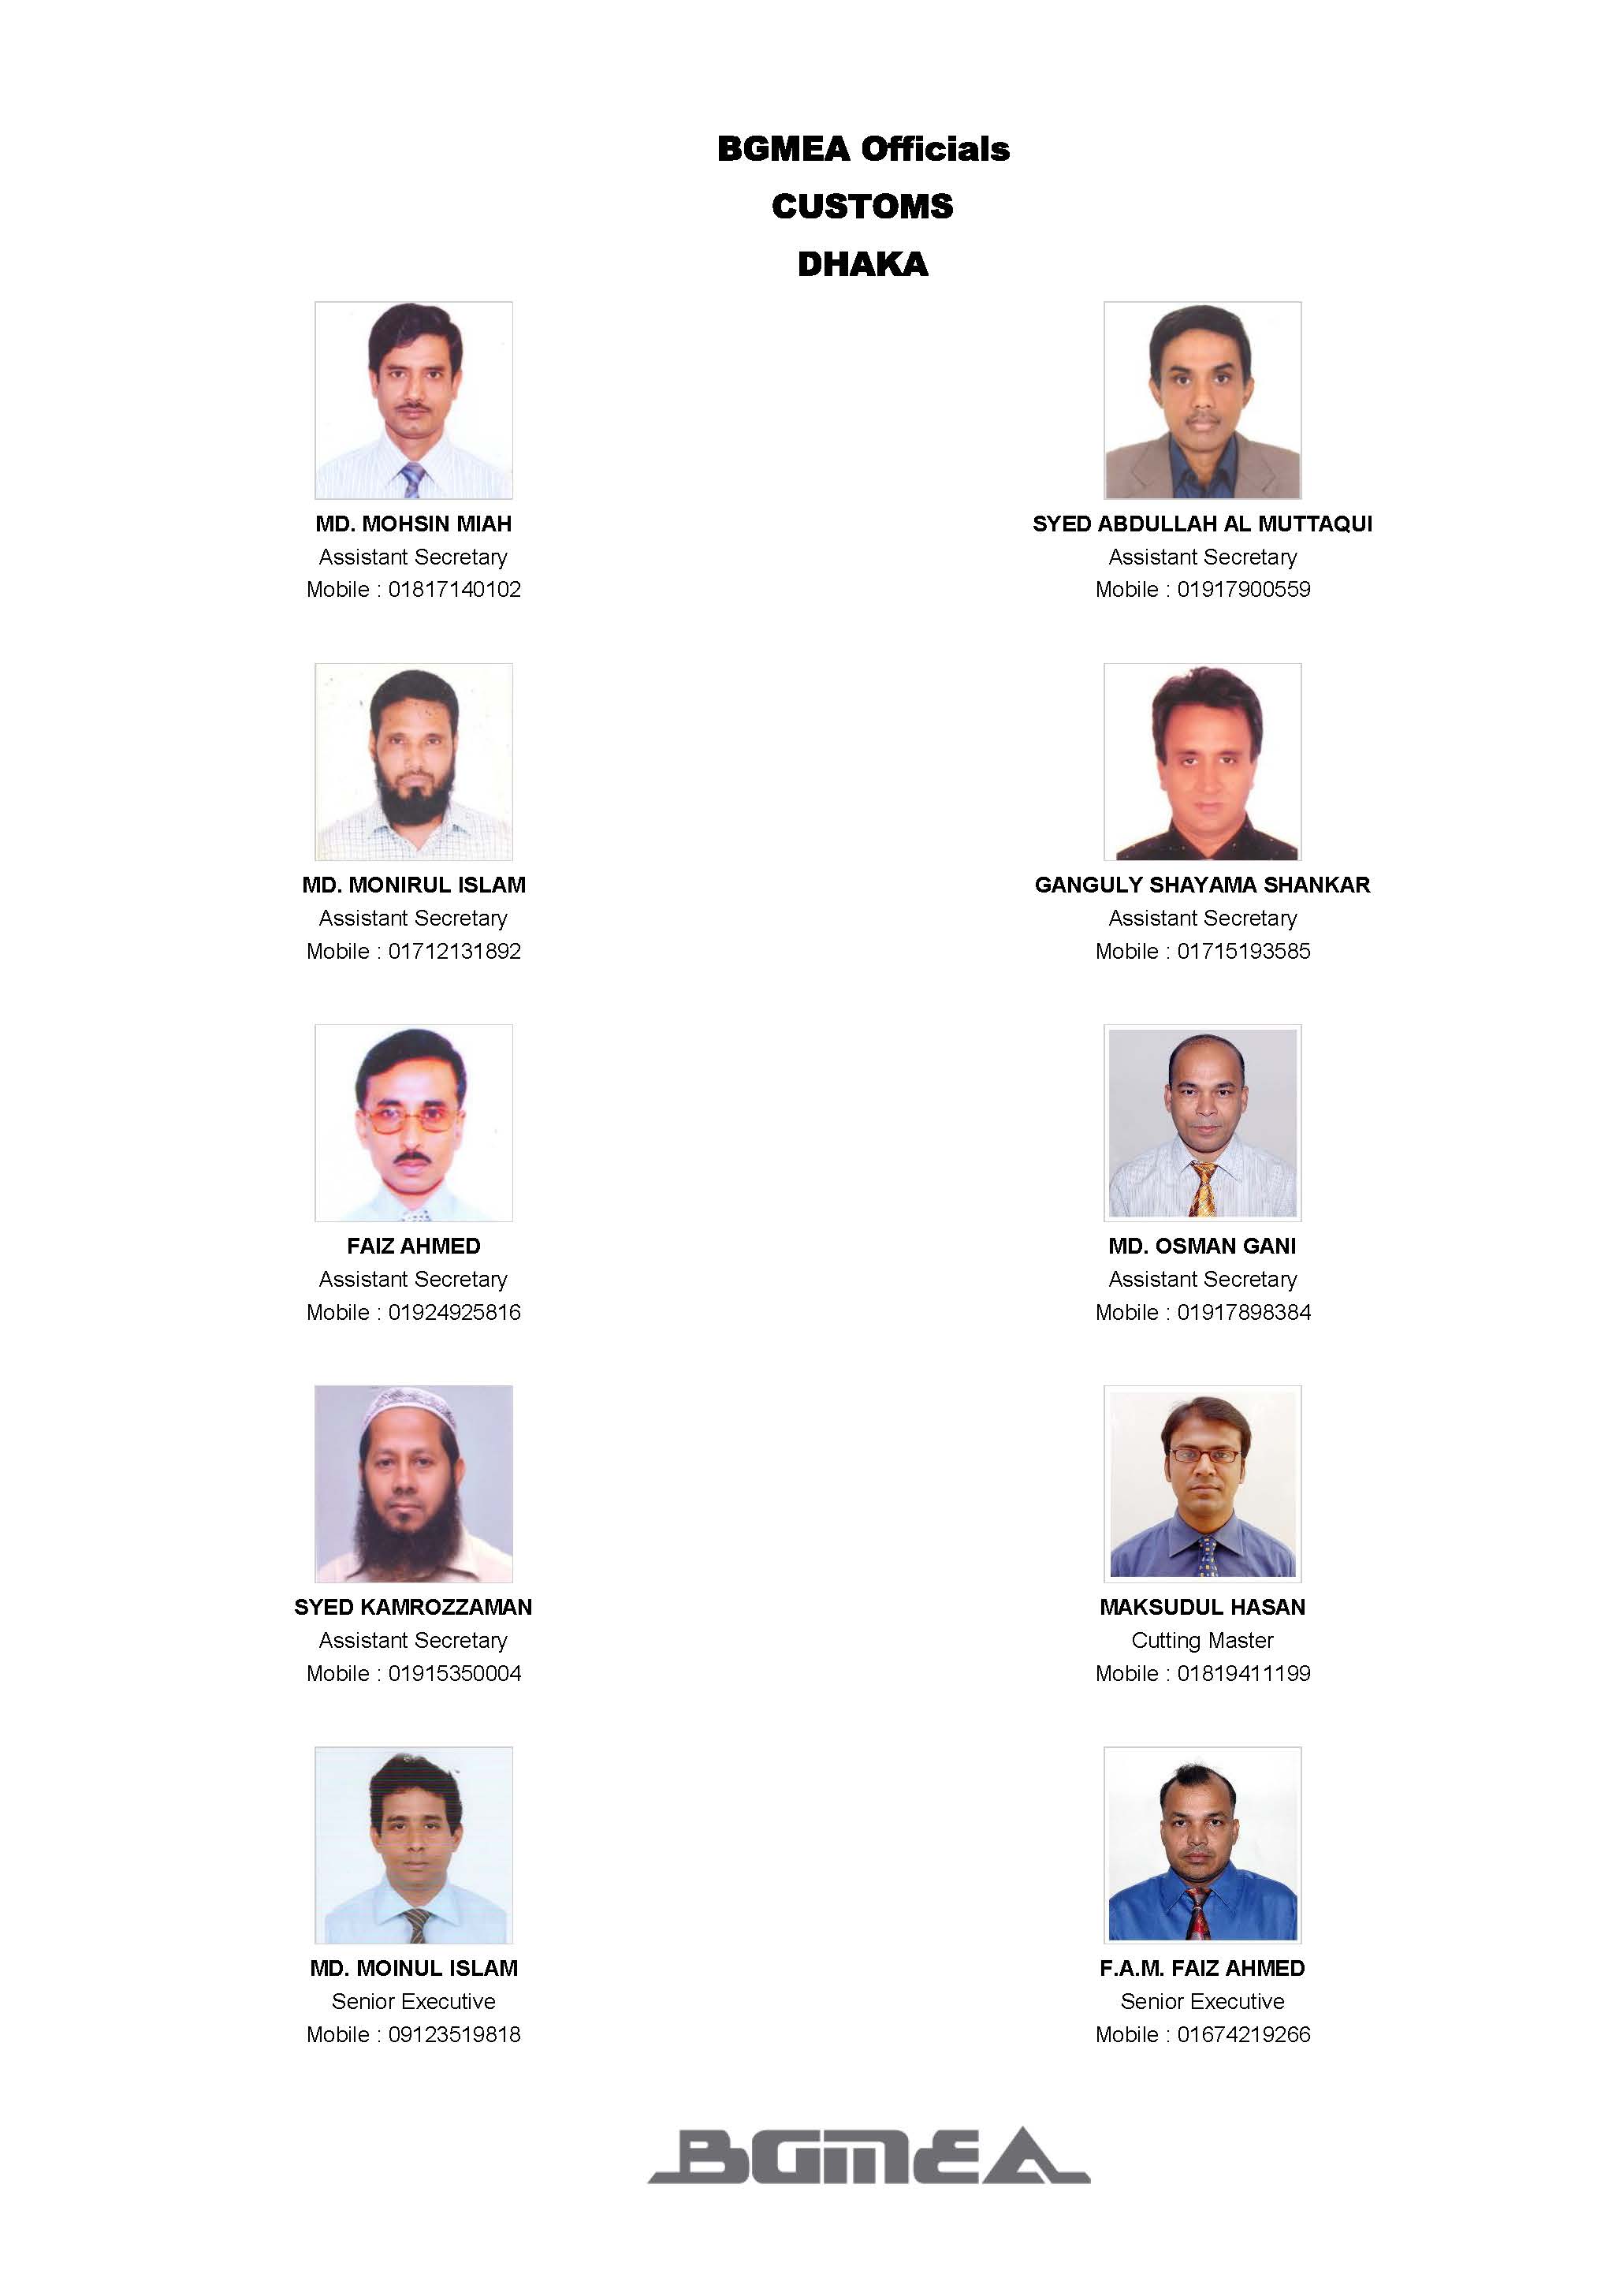 BGMEA Officials
CUSTOMS
DHAKA
MD. MOHSIN MIAH
Assistant Secretary
Mobile : 01817140102
SYED ABDULLAH AL MUTTAQUI
Assistant Secretary
Mobile : 01917900559
MD. MONIRUL ISLAM
Assistant Secretary
Mobile : 01712131892
GANGULY SHAYAMA SHANKAR
Assistant Secretary
Mobile : 01715193585
FAIZ AHMED
Assistant Secretary
Mobile : 01924925816
MD. OSMAN GANI
Assistant Secretary
Mobile : 01917898384
SYED KAMROZZAMAN
Assistant Secretary
Mobile : 01915350004
MAKSUDUL HASAN
Cutting Master
Mobile : 01819411199
MD. MOINUL ISLAM
Senior Executive
Mobile : 09123519818
F.A.M. FAIZ AHMED
Senior Executive
Mobile : 01674219266
BGMEA